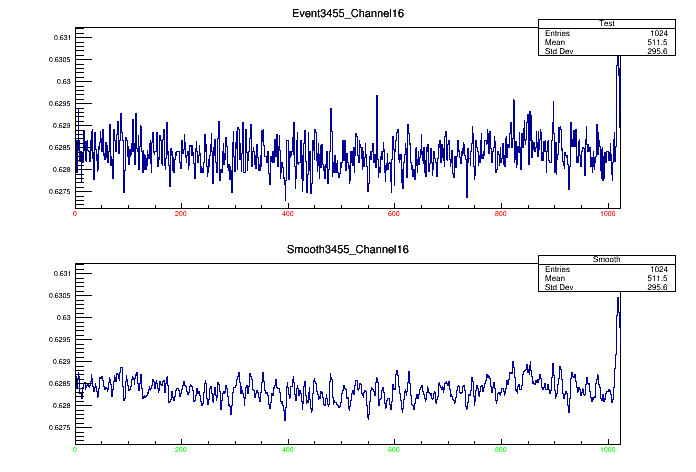 Event3455_Channel16
Test
Entries 1024
Mean 511.5
Std Dev 295.6
0.631
0.6305
0.63
0.6295
0.629
0.6285
0.628
0.6275
0 200 400 600 800 1000
Smooth3455_Channel16
Smooth
Entries 1024
Mean 511.5
Std Dev 295.6
0.631
0.6305
0.63
0.6295
0.629
0.6285
0.628
0.6275
0 200 400 600 800 1000